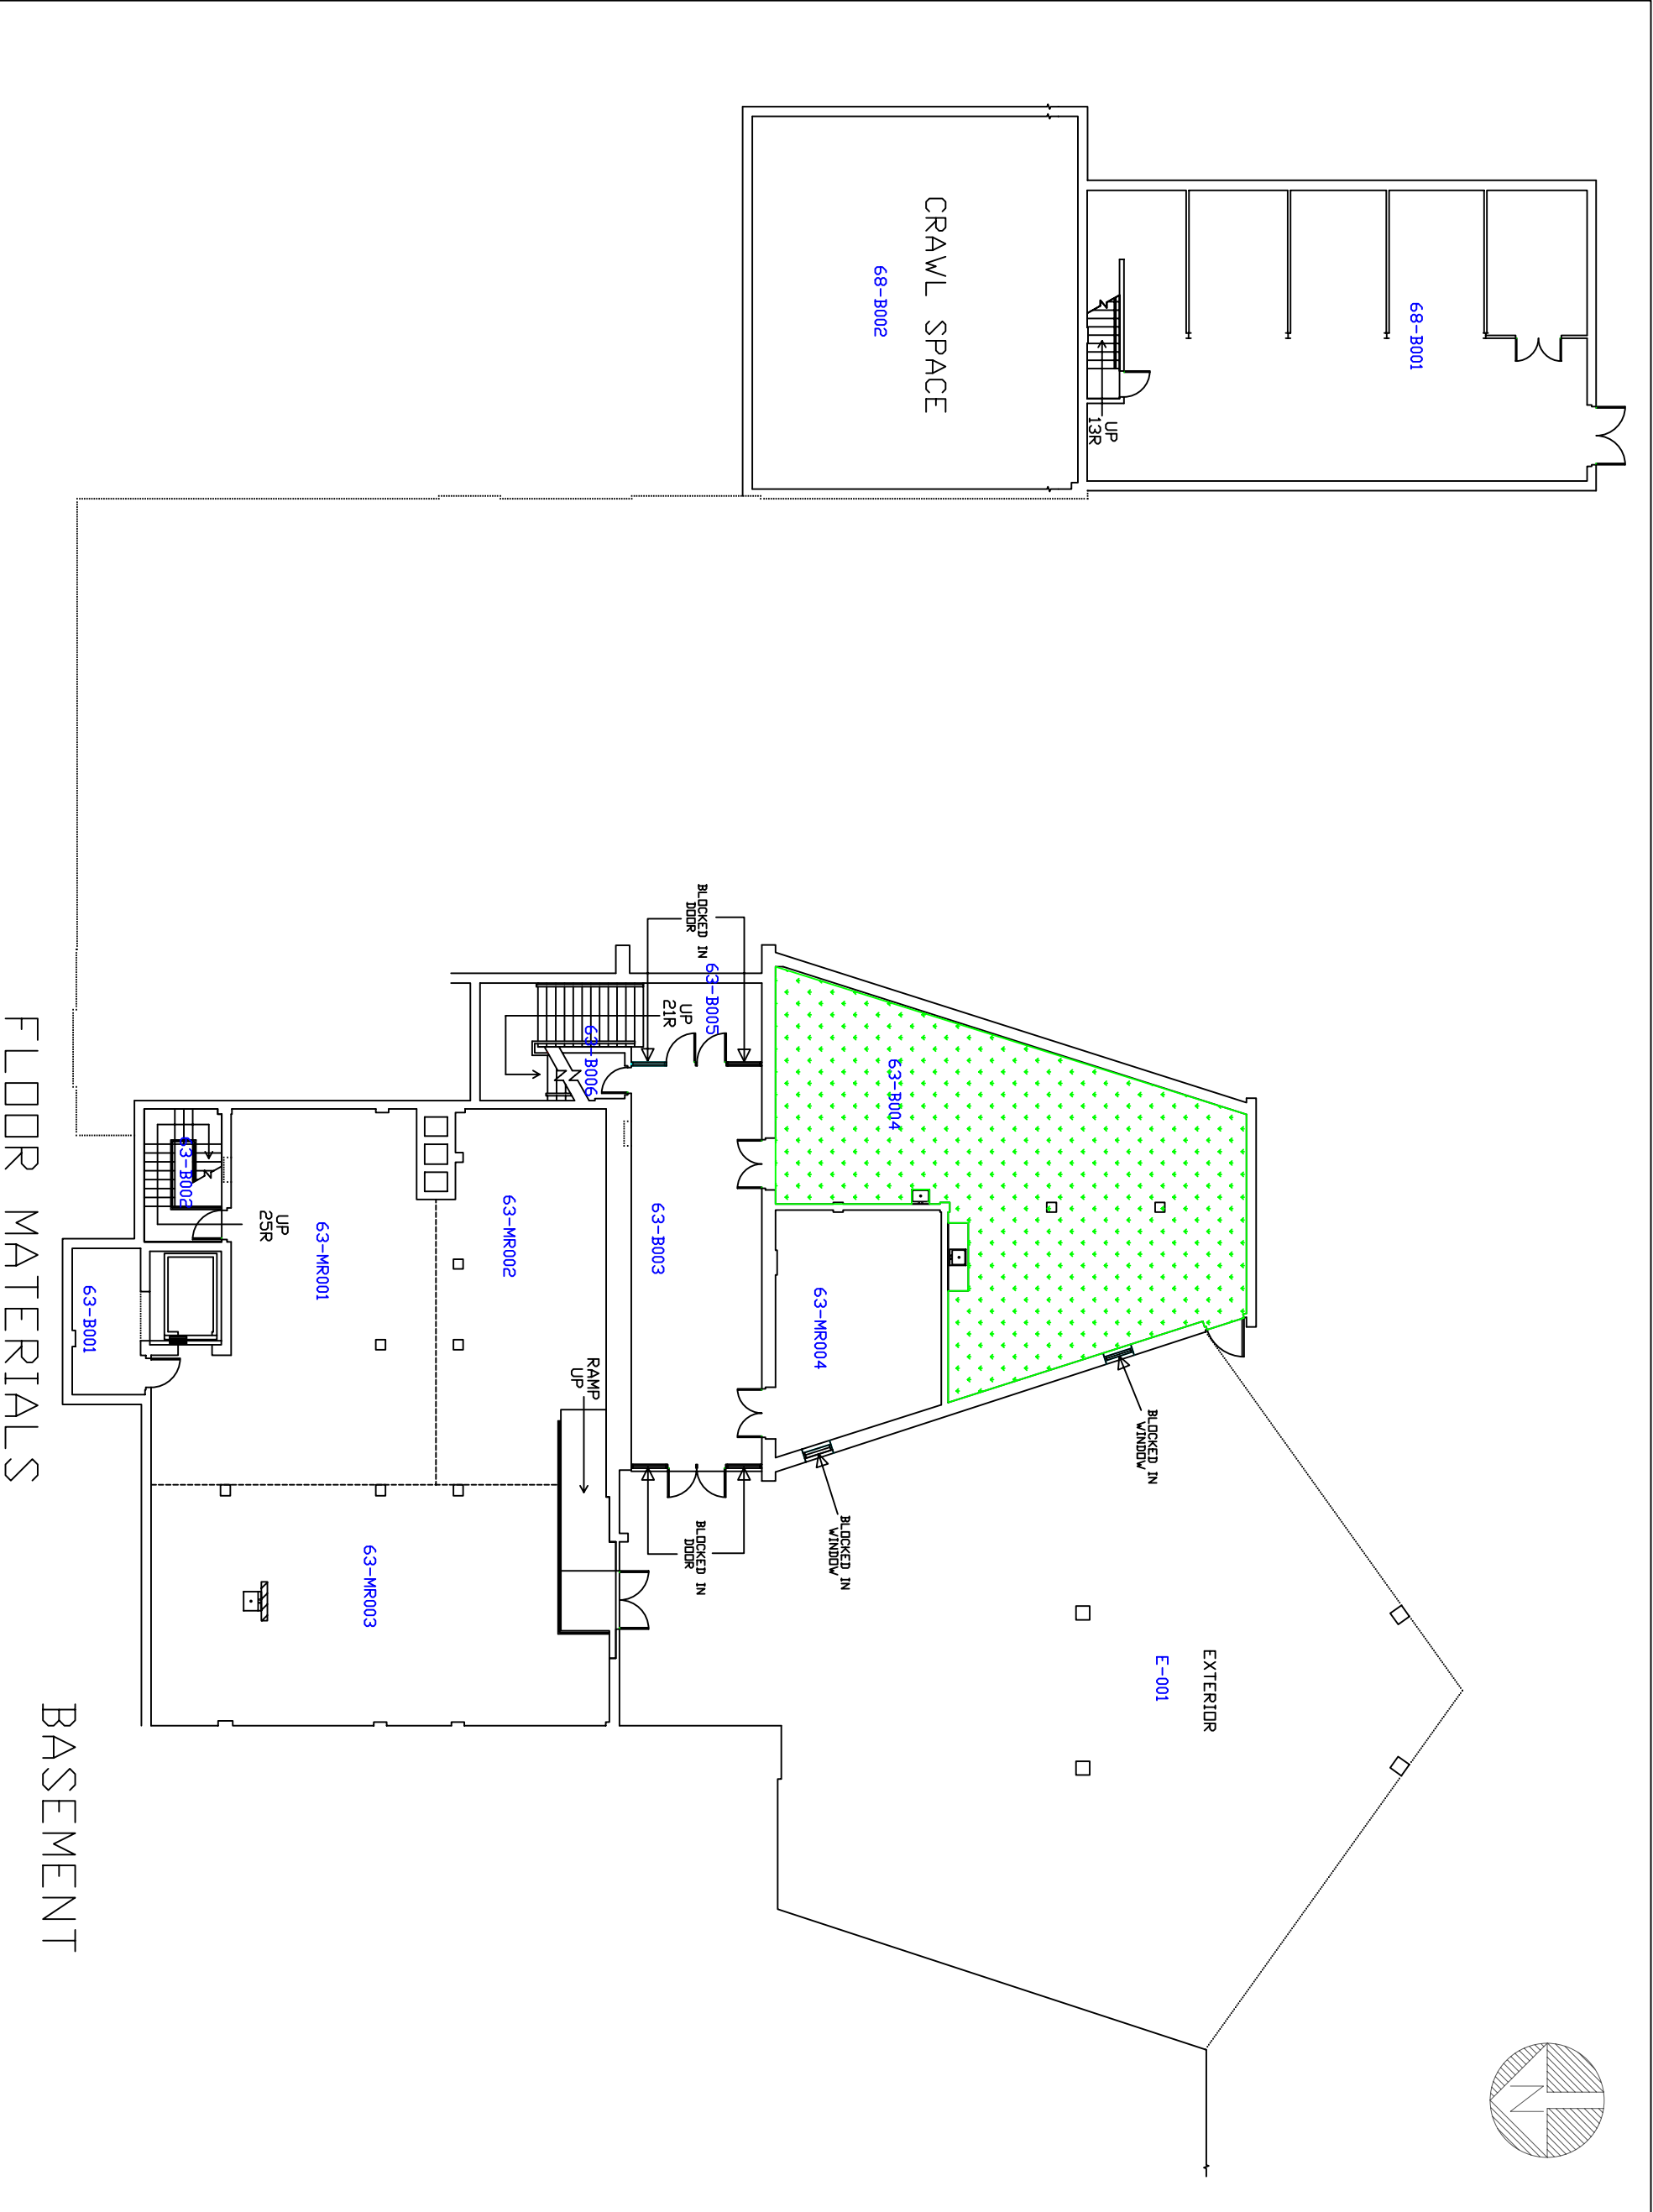 68-B001
UP
13R
CRAWL SPACE
68-B002
BLOCKED IN
DOOR
63-B005
UP
21R
63-B006
63-B004
63-B003
63-MR004
63-MR002
63-MR001
63-B002
UP
25R
63-B001
RAMP
UP
BLOCKED IN
WINDOW
BLOCKED IN
WINDOW
BLOCKED IN
DOOR
63-MR003
EXTERIOR
E-001
N
FLOOR MATERIALS
BASEMENT